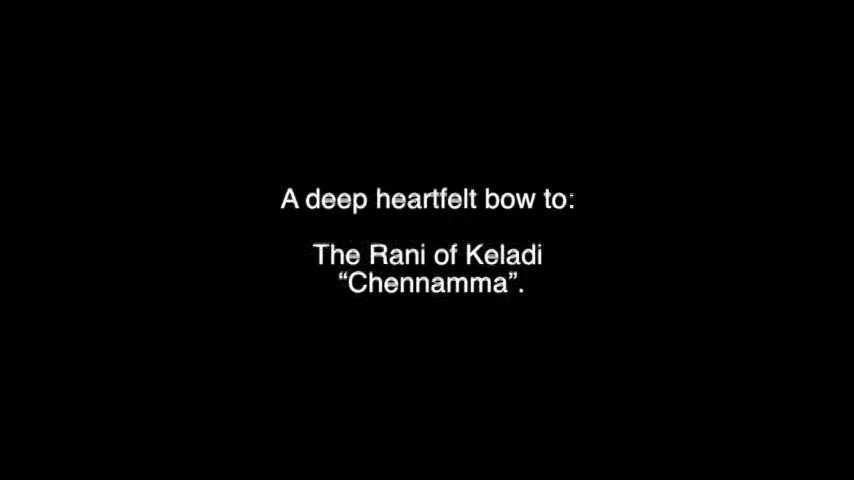 A deep heartfelt bow to:
The Rani of Keladi
“Chennamma”.